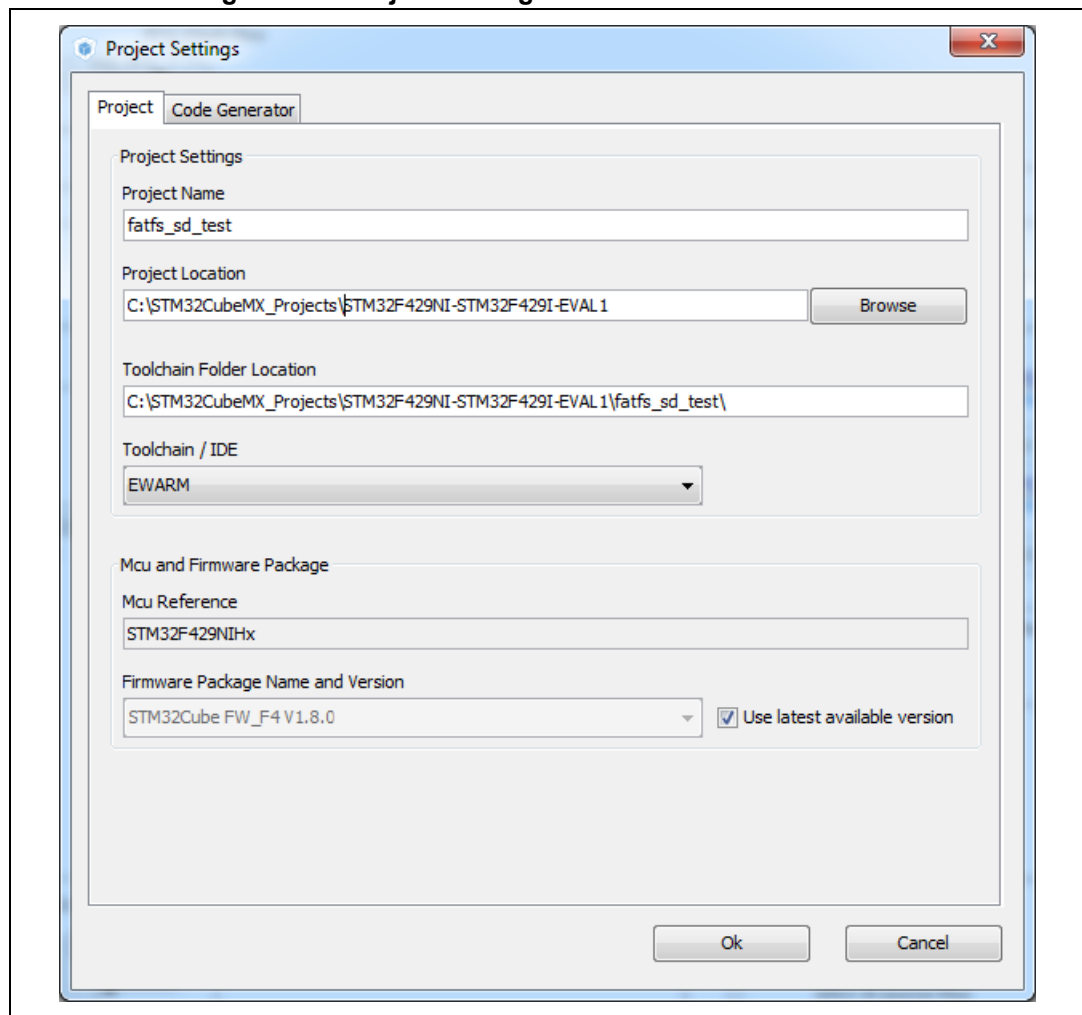 Project Settings
Project Code Generator
Project Settings
Project Name
fatfs_sd_test
Project Location
C:\STM32CubeMX_Projects\STM32F429NI-STM32F429I-EVAL1 Browse
Toolchain Folder Location
C:\STM32CubeMX_Projects\STM32F429NI-STM32F429I-EVAL1\fatfs_sd_test\
Toolchain / IDE
EWARM
Mcu and Firmware Package
Mcu Reference
STM32F429NIHx
Firmware Package Name and Version
STM32Cube FW_F4 V1.8.0 Use latest available version
Ok Cancel